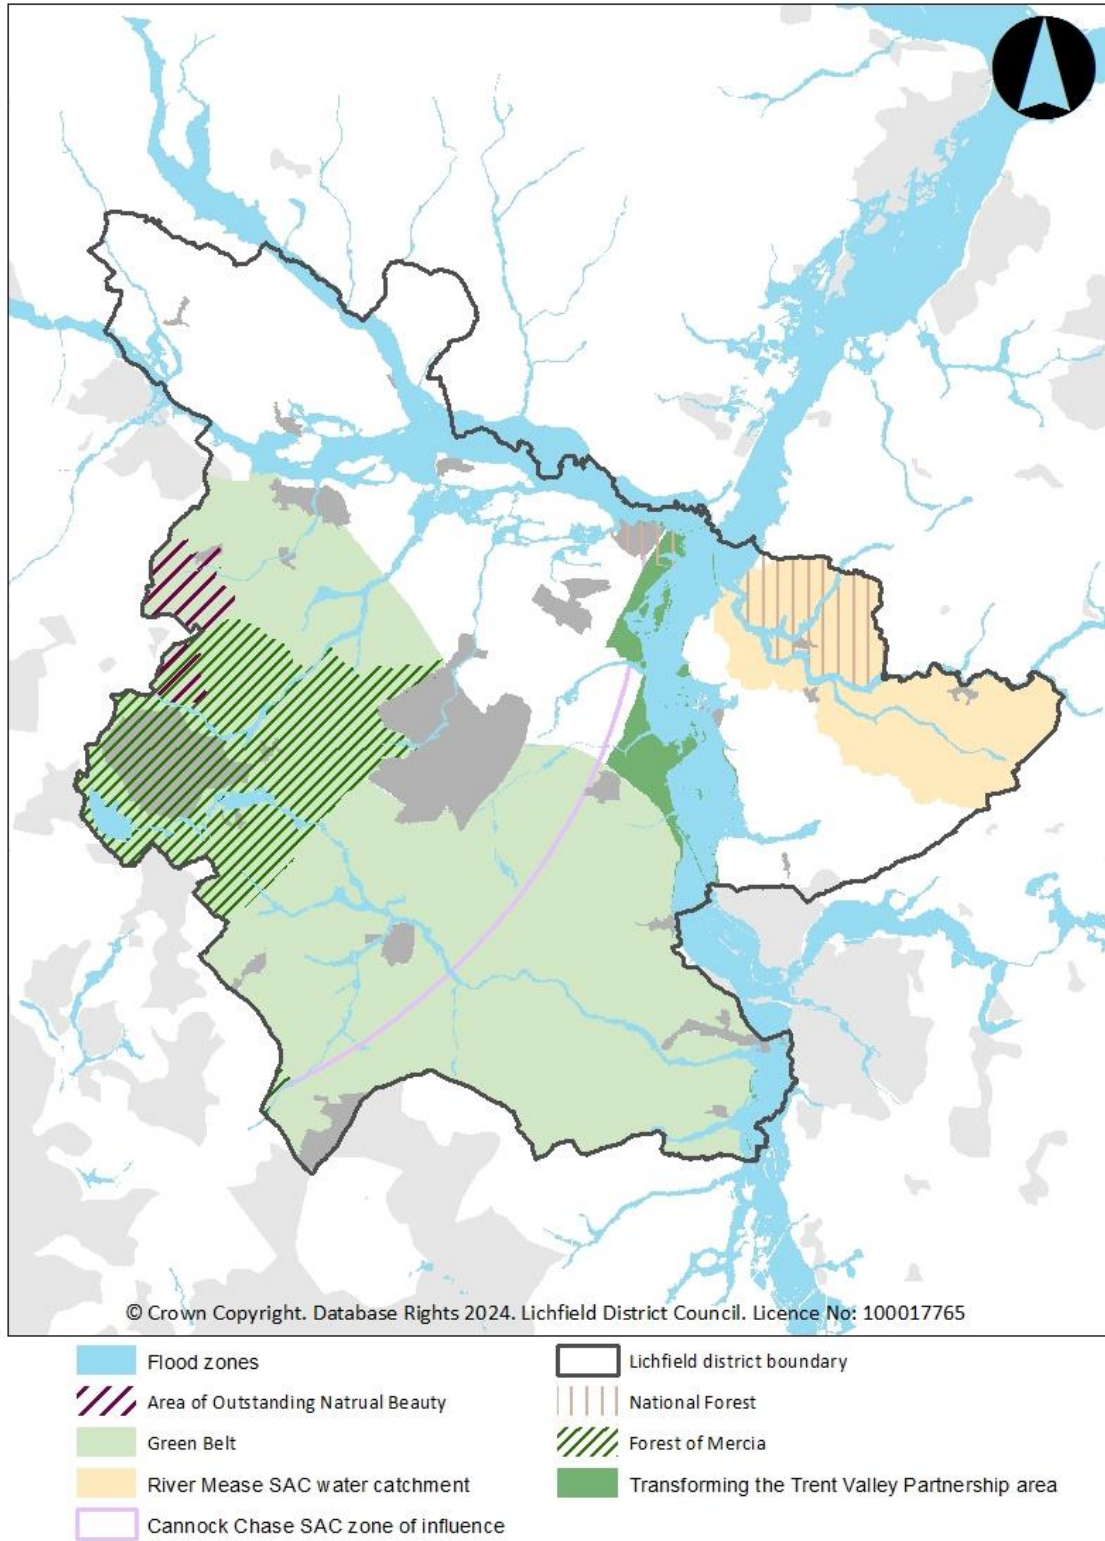 © Crown Copyright. Database Rights 2024. Lichfield District Council. Licence No: 100017765
Flood zones
Lichfield district boundary
Area of Outstanding Natrual Beauty
National Forest
Green Belt
Forest of Mercia
River Mease SAC water catchment
Transforming the Trent Valley Partnership area
Cannock Chase SAC zone of influence